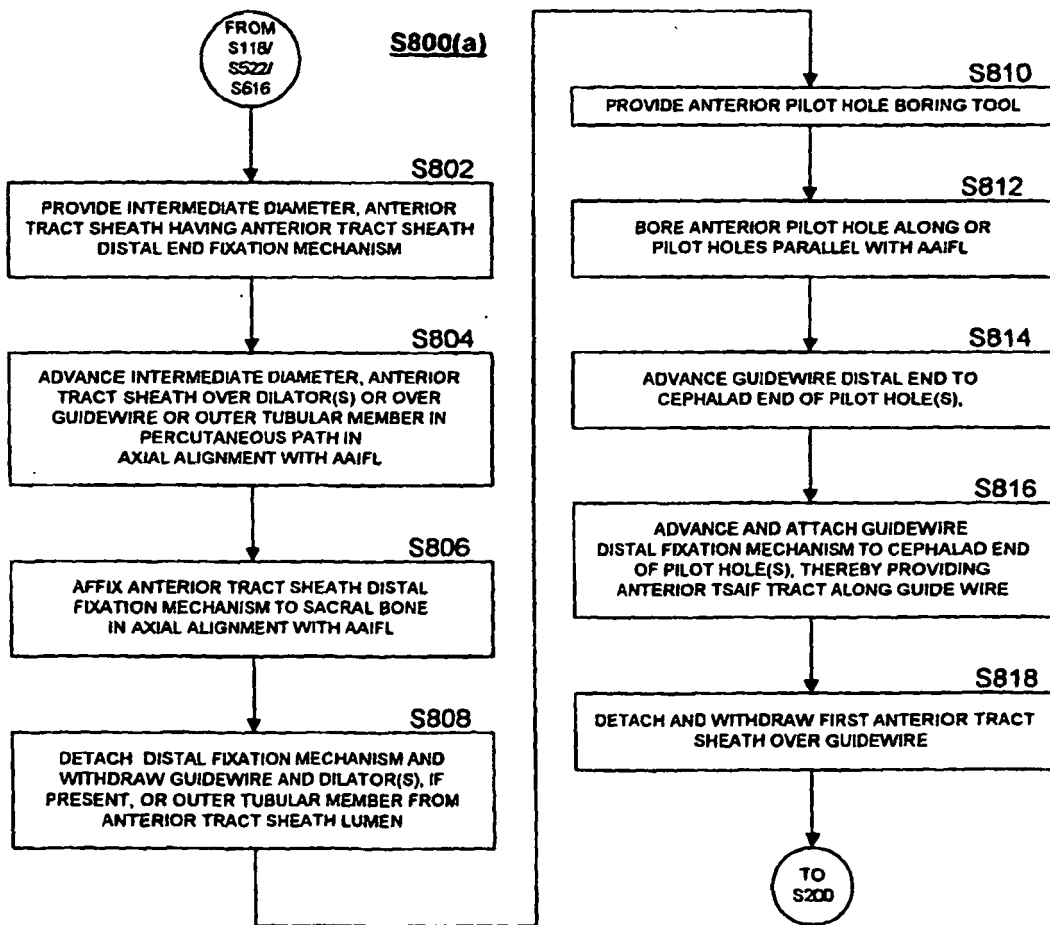 FROM
S118/
S522/
S616
S800(a)
S802
PROVIDE INTERMEDIATE DIAMETER, ANTERIOR
TRACT SHEATH HAVING ANTERIOR TRACT SHEATH
DISTAL END FIXATION MECHANISM
S804
ADVANCE INTERMEDIATE DIAMETER, ANTERIOR
TRACT SHEATH OVER DILATOR(S) OR OVER
GUIDEWIRE OR OUTER TUBULAR MEMBER IN
PERCUTANEOUS PATH IN
AXIAL ALIGNMENT WITH AAIFL
S806
AFFIX ANTERIOR TRACT SHEATH DISTAL
FIXATION MECHANISM TO SACRAL BONE
IN AXIAL ALIGNMENT WITH AAIFL
S808
DETACH DISTAL FIXATION MECHANISM AND
WITHDRAW GUIDEWIRE AND DILATOR(S), IF
PRESENT, OR OUTER TUBULAR MEMBER FROM
ANTERIOR TRACT SHEATH LUMEN
S810
PROVIDE ANTERIOR PILOT HOLE BORING TOOL
S812
BORE ANTERIOR PILOT HOLE ALONG OR
PILOT HOLES PARALLEL WITH AAIFL
S814
ADVANCE GUIDEWIRE DISTAL END TO
CEPHALAD END OF PILOT HOLE(S).
S816
ADVANCE AND ATTACH GUIDEWIRE
DISTAL FIXATION MECHANISM TO CEPHALAD END
OF PILOT HOLE(S), THEREBY PROVIDING
ANTERIOR TSAIF TRACT ALONG GUIDE WIRE
S818
DETACH AND WITHDRAW FIRST ANTERIOR TRACT
SHEATH OVER GUIDEWIRE
TO
S200